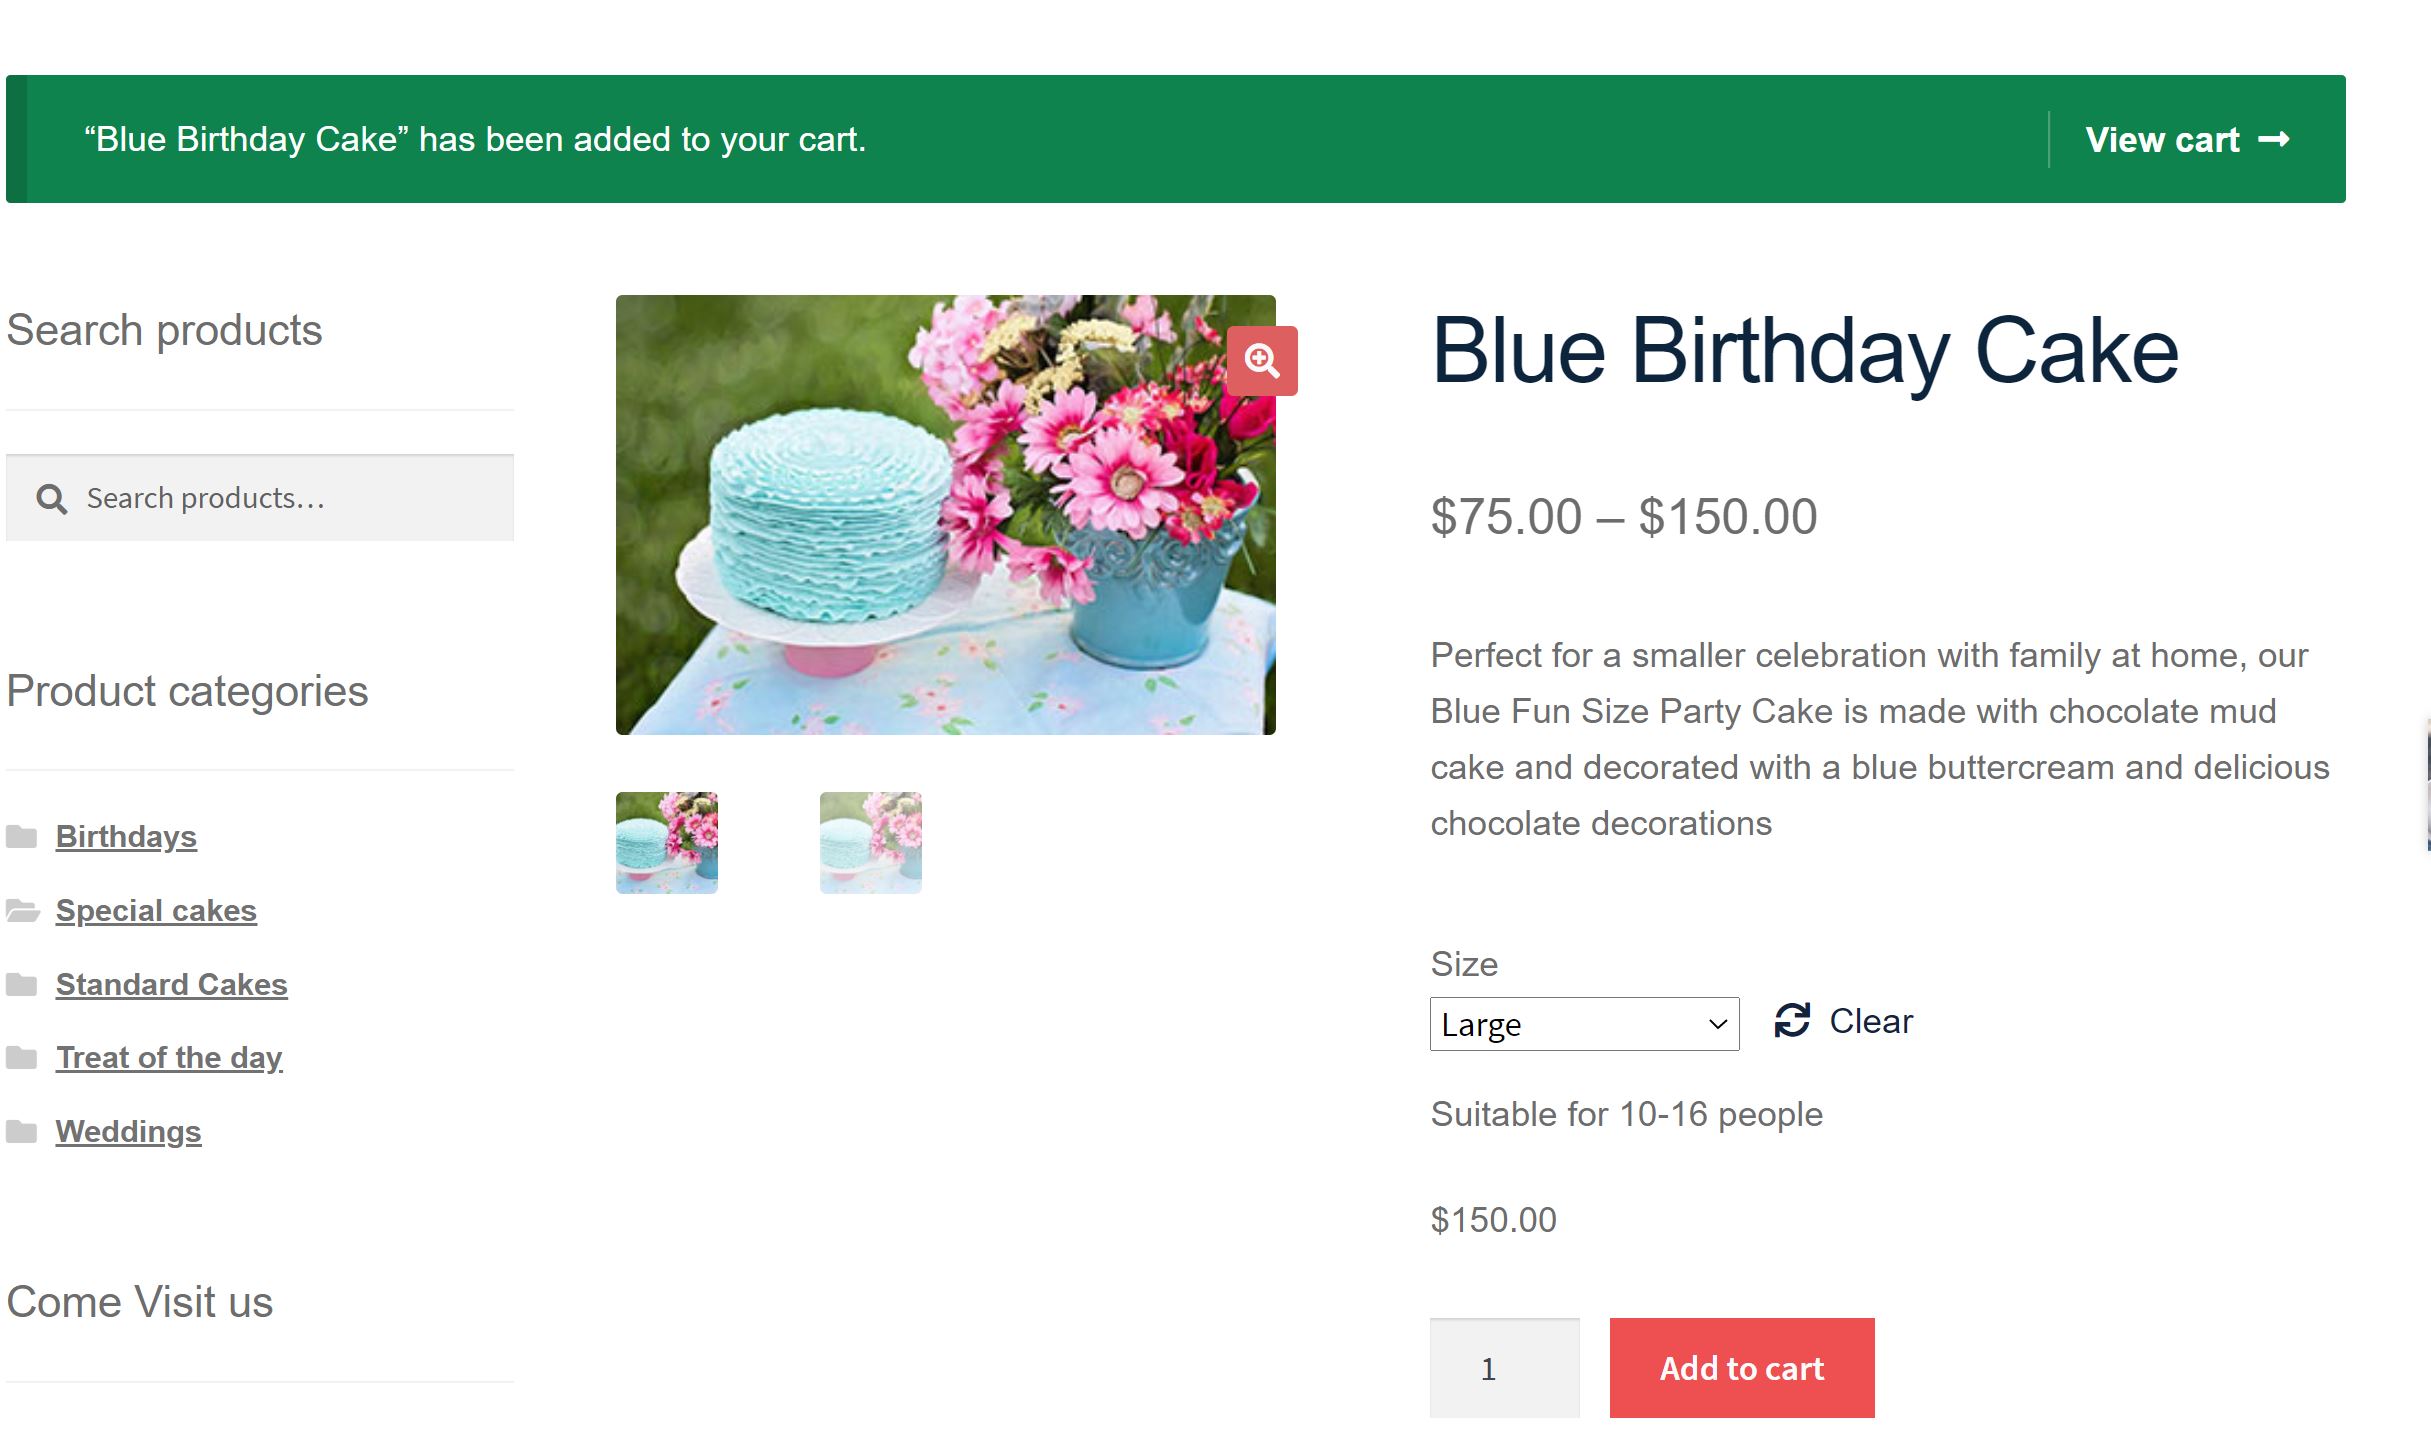 “Blue Birthday Cake” has been added to your cart.
View cart
Search products
Search products…
Product categories
Birthdays
Special cakes
Standard Cakes
Treat of the day
Weddings
Come Visit us
Blue Birthday Cake
$75.00 – $150.00
Perfect for a smaller celebration with family at home, our
Blue Fun Size Party Cake is made with chocolate mud
cake and decorated with a blue buttercream and delicious
chocolate decorations
Size
Large
Clear
Suitable for 10-16 people
$150.00
1
Add to cart